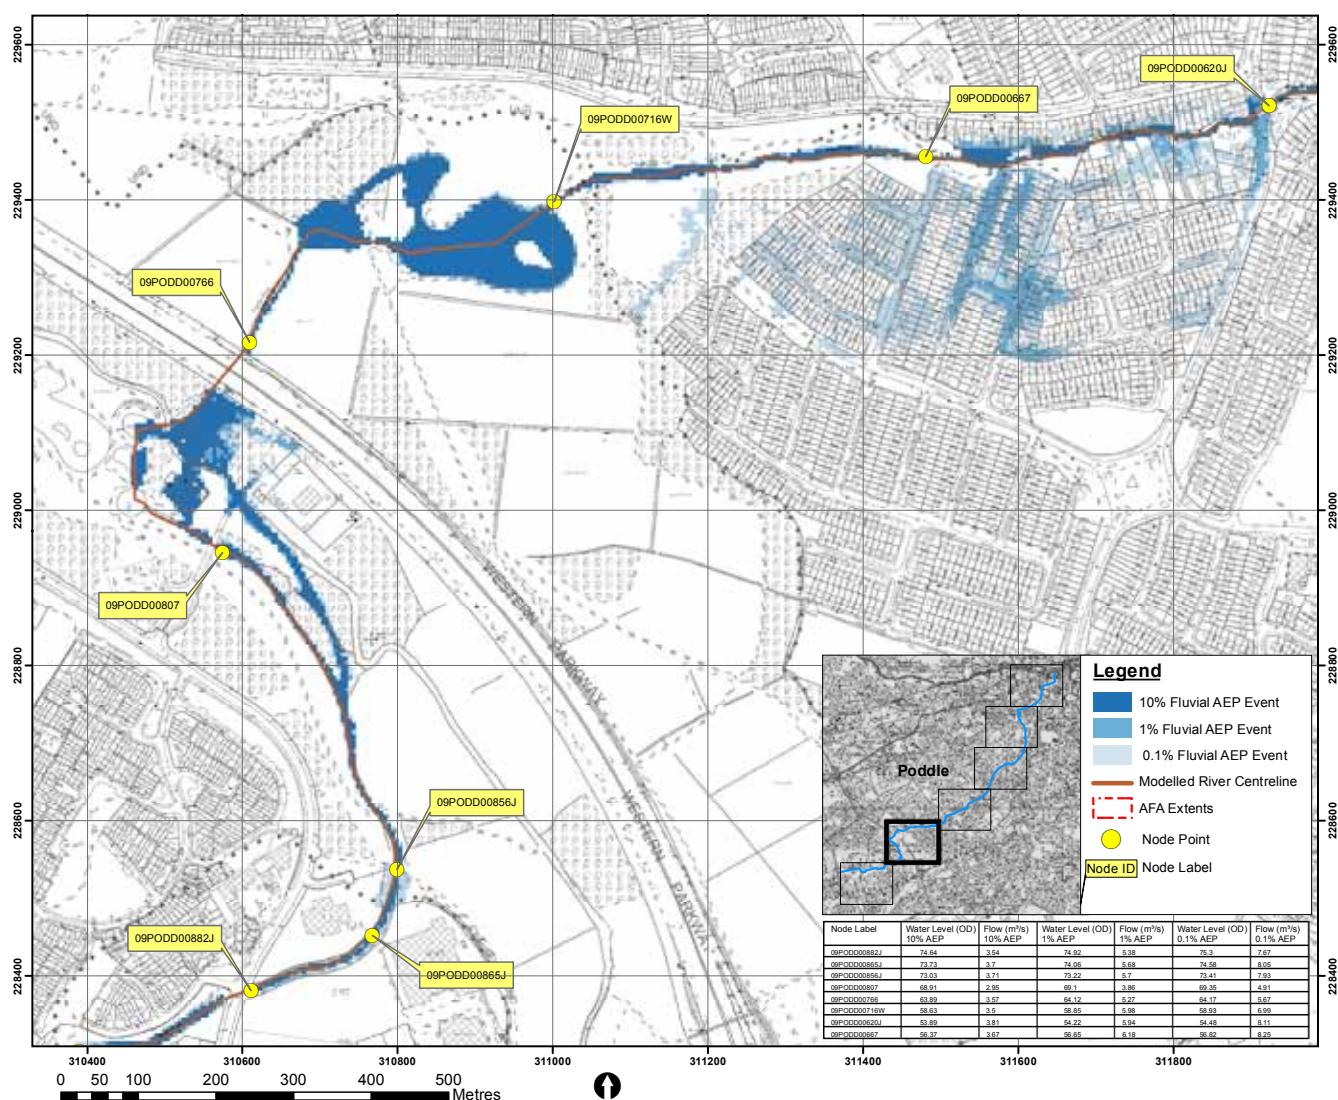 229600
229600
09PODD00620J
09PODD00667
09PODD00716W
229400
229400
09PODD00766
229200
229200
229000
229000
WESTERN PARKWAY
09PODD00807
228800
228800
WESTERN PARKWA
09PODD00856J
228600
228600
09PODD00882J
09PODD00865J
228400
228400
Poddle
Legend
10% Fluvial AEP Event
1% Fluvial AEP Event
0.1% Fluvial AEP Event
Modelled River Centreline
AFA Extents
Node Point
Node ID Node Label
Node Label Water Level (OD) 10% AEP Flow (m³/s) 10% AEP Water Level (OD) 1% AEP Flow (m³/s) 1% AEP Water Level (OD) 0.1% AEP Flow (m³/s) 0.1% AEP
09PODD00882J 74.64 3.54 74.92 5.38 75.3 7.67
09PODD00865J 73.73 3.7 74.06 5.68 74.58 8.05
09PODD00856J 73.03 3.71 73.22 5.7 73.41 7.93
09PODD00807 68.91 2.95 69.1 3.86 69.35 4.91
09PODD00766 63.89 3.57 64.12 5.27 64.17 5.67
09PODD00716W 58.63 3.5 58.85 5.98 58.93 6.99
09PODD00620J 53.89 3.81 54.22 5.94 54.48 8.11
09PODD00667 56.37 3.67 56.65 6.18 56.82 8.25
310400 310600 310800 311000 311200 311400 311600 311800
0 50 100 200 300 400 500
Metres